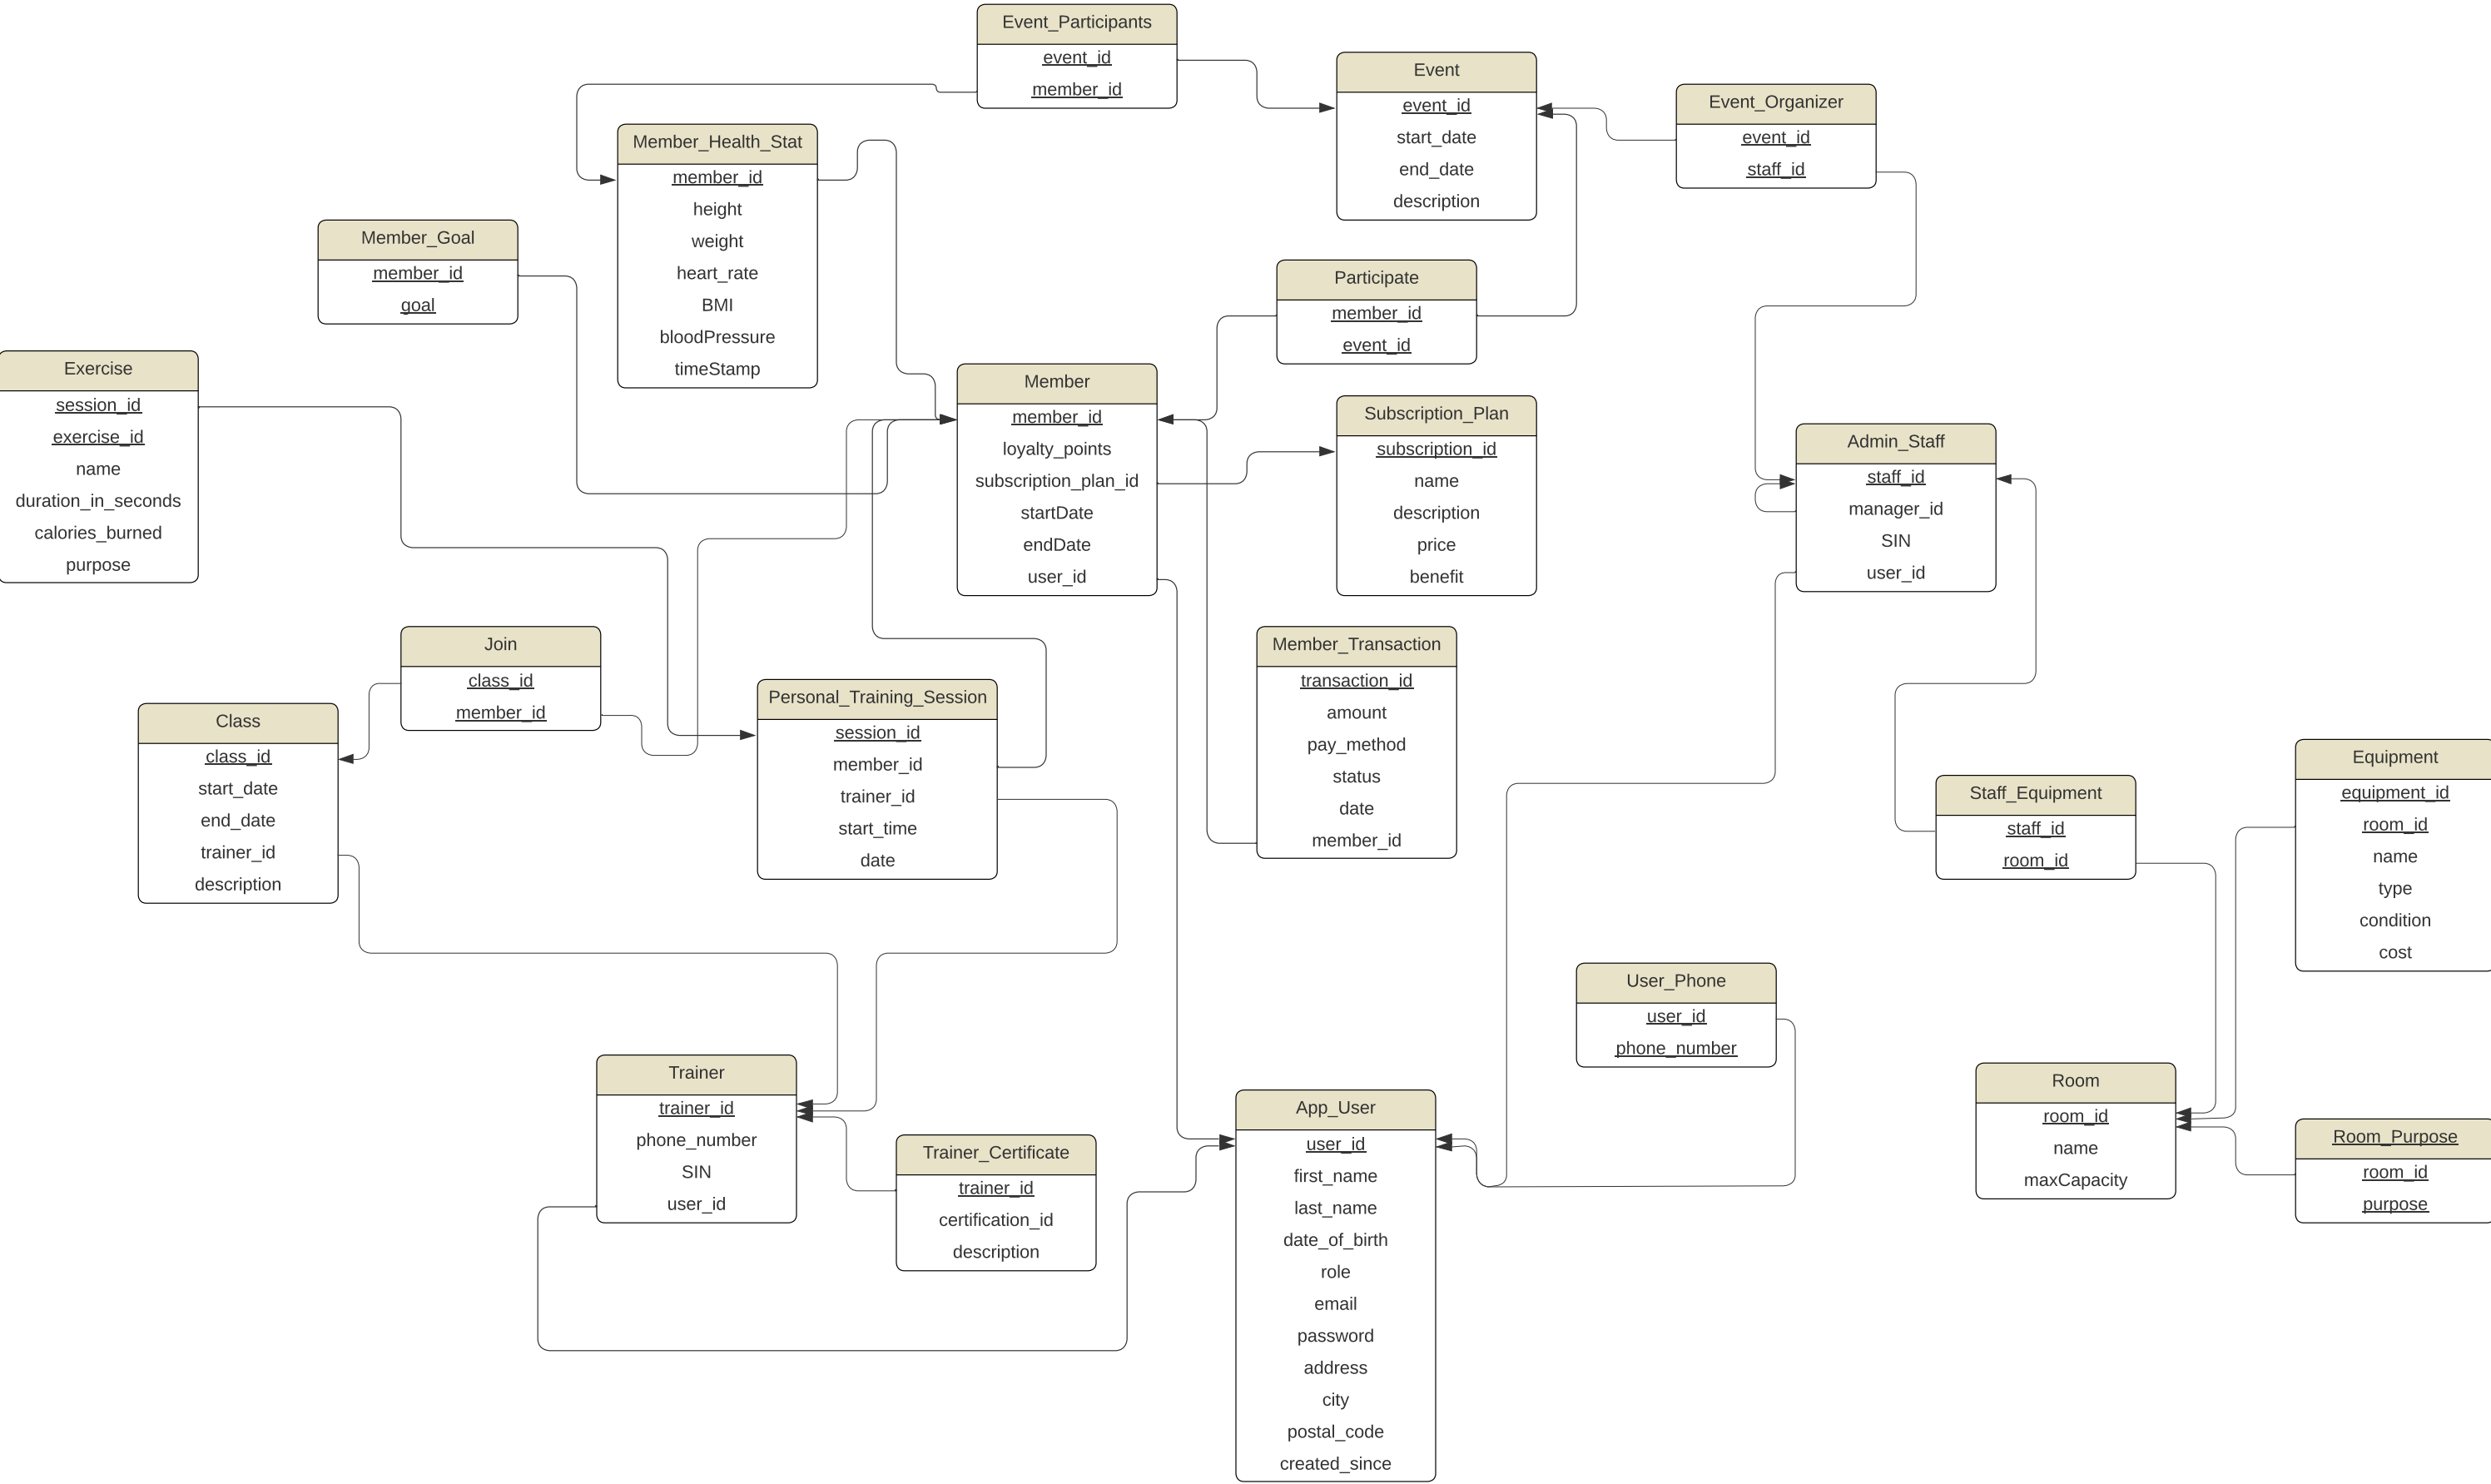 Event_Participants
event_id
member_id
Event
event_id
start_date
end_date
description
Event_Organizer
event_id
staff_id
Member_Health_Stat
member_id
height
weight
heart_rate
BMI
bloodPressure
timeStamp
Member_Goal
member_id
goal
Participate
member_id
event_id
Exercise
session_id
exercise_id
name
duration_in_seconds
calories_burned
purpose
Member
member_id
loyalty_points
subscription_plan_id
startDate
endDate
user_id
Subscription_Plan
subscription_id
name
description
price
benefit
Admin_Staff
staff_id
manager_id
SIN
user_id
Join
class_id
member_id
Member_Transaction
transaction_id
amount
pay_method
status
date
member_id
Personal_Training_Session
session_id
member_id
trainer_id
start_time
date
Class
class_id
start_date
end_date
trainer_id
description
Equipment
equipment_id
room_id
name
type
condition
cost
Staff_Equipment
staff_id
room_id
User_Phone
user_id
phone_number
Trainer
trainer_id
phone_number
SIN
user_id
Room
room_id
name
maxCapacity
App_User
user_id
first_name
last_name
date_of_birth
role
email
password
address
city
postal_code
created_since
Room_Purpose
room_id
purpose
Trainer_Certificate
trainer_id
certification_id
description